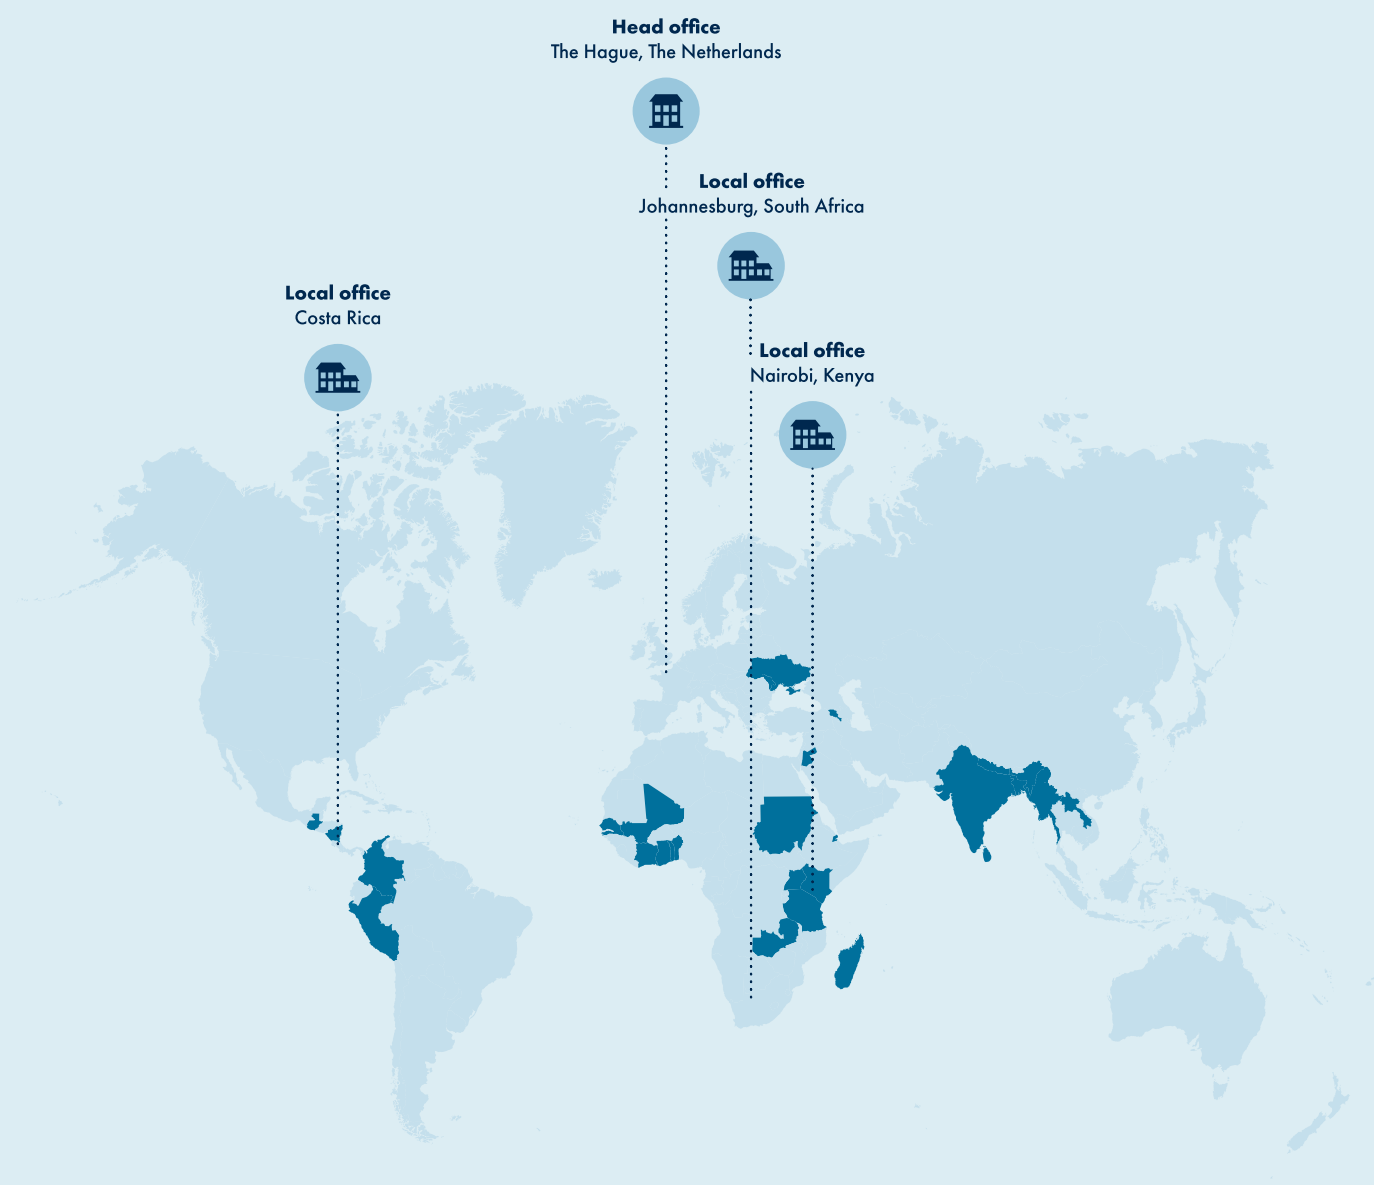 Head office
The Hague, The Netherlands
Local office
Johannesburg, South Africa
Local office
Costa Rica
Local office
Nairobi, Kenya